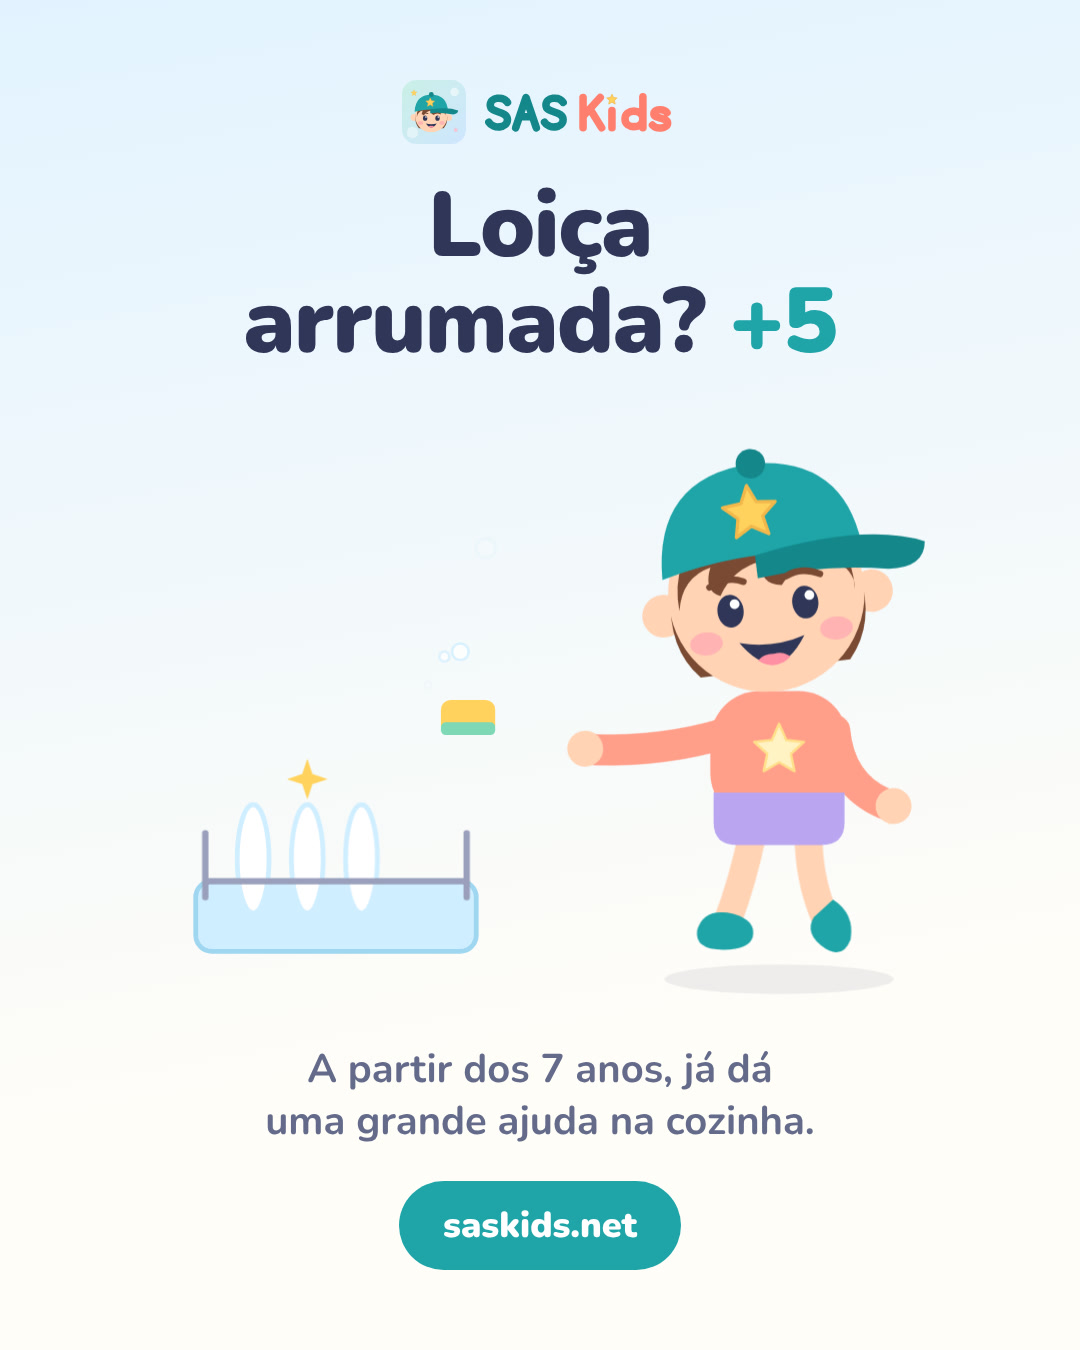 SAS Kids
Loiça
arrumada? +5
A partir dos 7 anos, já dá
uma grande ajuda na cozinha.
saskids.net